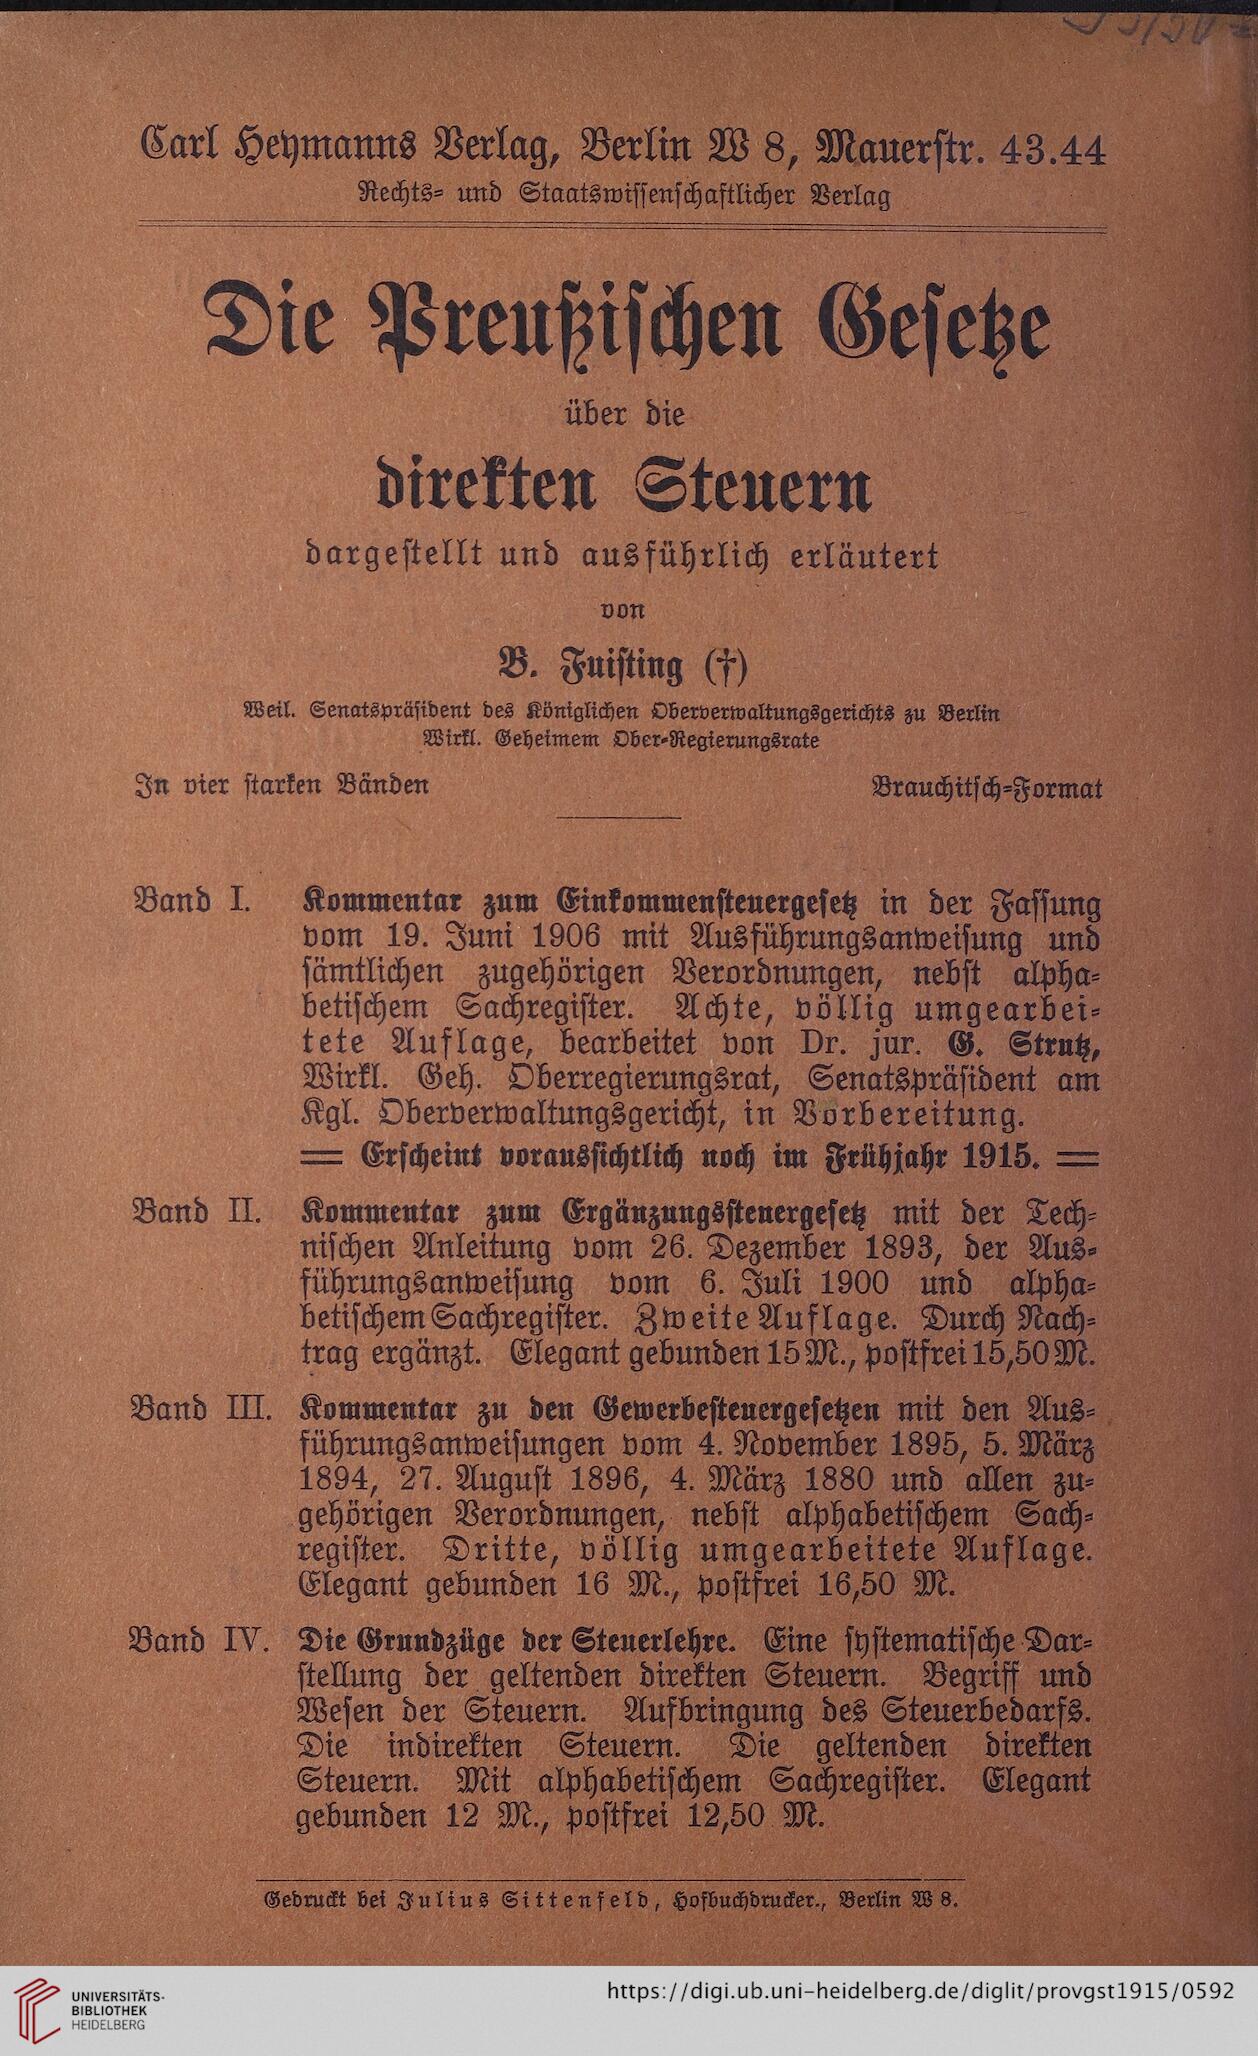 Carl Heymanns Verlag, Berlin W 8, Mauerstr. 43.44
Rechts- und Staatswissenschaftlicher Verlag
Die Preußischen Gesetze
über die
direkten Steuern
dargestellt und ausführlich erläutert
von
B. Fuisting (†)
Weil. Senatspräsident des Königlichen Oberverwaltungsgerichts zu Berlin
Wirkl. Geheimem Ober-Regierungsrate
In vier starken Bänden Brauchitsch-Format
Band I. Kommentar zum Einkommensteuergesetz in der Fassung
vom 19. Juni 1906 mit Ausführungsanweisung und
sämtlichen zugehörigen Verordnungen, nebst alpha-
betischem Sachregister. Achte, völlig umgearbei-
tete Auflage, bearbeitet von Dr. jur. G. Strutz,
Wirkl. Geh. Oberregierungsrat, Senatspräsident am
Kgl. Oberverwaltungsgericht, in Vorbereitung.
= Erscheint voraussichtlich noch im Frühjahr 1915. =
Band II. Kommentar zum Ergänzungssteuergesetz mit der Tech-
nischen Anleitung vom 26. Dezember 1893, der Aus-
führungsanweisung vom 6. Juli 1900 und alpha-
betischem Sachregister. Zweite Auflage. Durch Nach-
trag ergänzt. Elegant gebunden 15 M., postfrei 15,50 M.
Band III. Kommentar zu den Gewerbesteuergesetzen mit den Aus-
führungsanweisungen vom 4. November 1895, 5. März
1894, 27. August 1896, 4. März 1880 und allen zu-
gehörigen Verordnungen, nebst alphabetischem Sach-
register. Dritte, völlig umgearbeitete Auflage.
Elegant gebunden 16 M., postfrei 16,50 M.
Band IV. Die Grundzüge der Steuerlehre. Eine systematische Dar-
stellung der geltenden direkten Steuern. Begriff und
Wesen der Steuern. Aufbringung des Steuerbedarfs.
Die indirekten Steuern. Die geltenden direkten
Steuern. Mit alphabetischem Sachregister. Elegant
gebunden 12 M., postfrei 12,50 M.
Gedruckt bei Julius Sittenfeld, Hofbuchdrucker., Berlin W 8.
UNIVERSITÄTS-
BIBLIOTHEK
HEIDELBERG
https://digi.ub.uni-heidelberg.de/diglit/provgst1915/0592